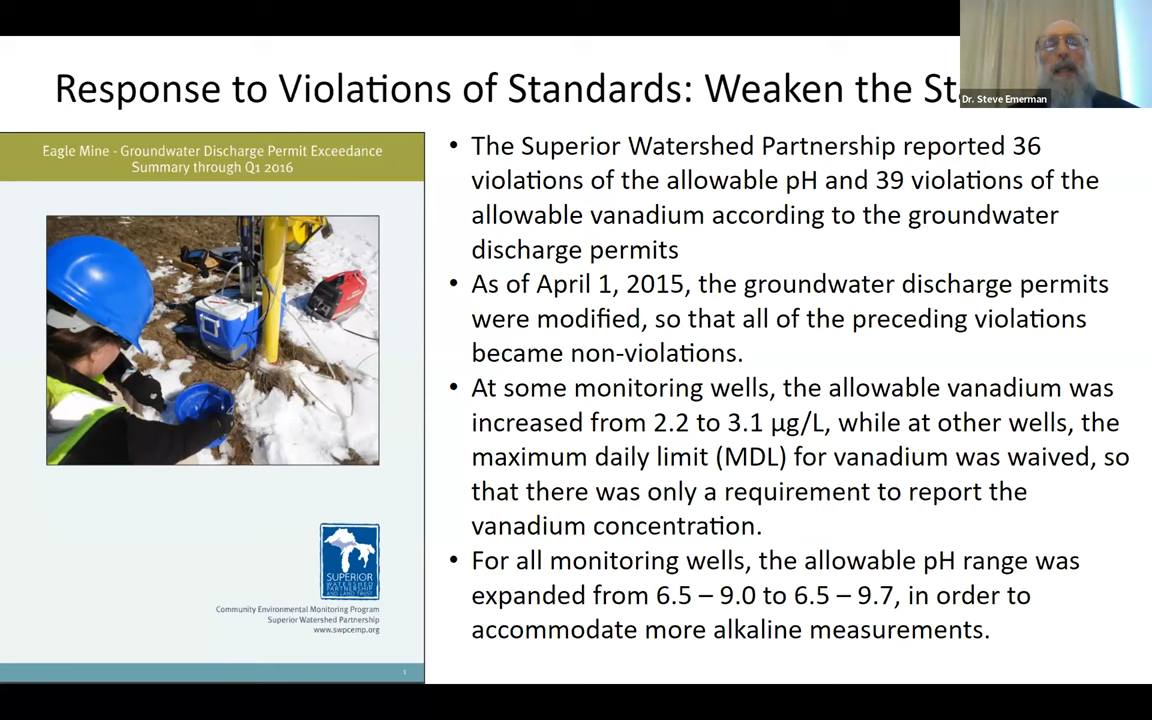 Response to Violations of Standards: Weaken the
Dr. Steve Emerman
Eagle Mine - Groundwater Discharge Permit Exceedance
Summary through Q1 2016
SUPERIOR
WATERSHED
PARTNERSHIP
AND LAND TRUST
Community Environmental Monitoring Program
Superior Watershed Partnership
www.swpcemp.org
1
• The Superior Watershed Partnership reported 36
violations of the allowable pH and 39 violations of the
allowable vanadium according to the groundwater
discharge permits
• As of April 1, 2015, the groundwater discharge permits
were modified, so that all of the preceding violations
became non-violations.
• At some monitoring wells, the allowable vanadium was
increased from 2.2 to 3.1 µg/L, while at other wells, the
maximum daily limit (MDL) for vanadium was waived, so
that there was only a requirement to report the
vanadium concentration.
• For all monitoring wells, the allowable pH range was
expanded from 6.5 – 9.0 to 6.5 – 9.7, in order to
accommodate more alkaline measurements.